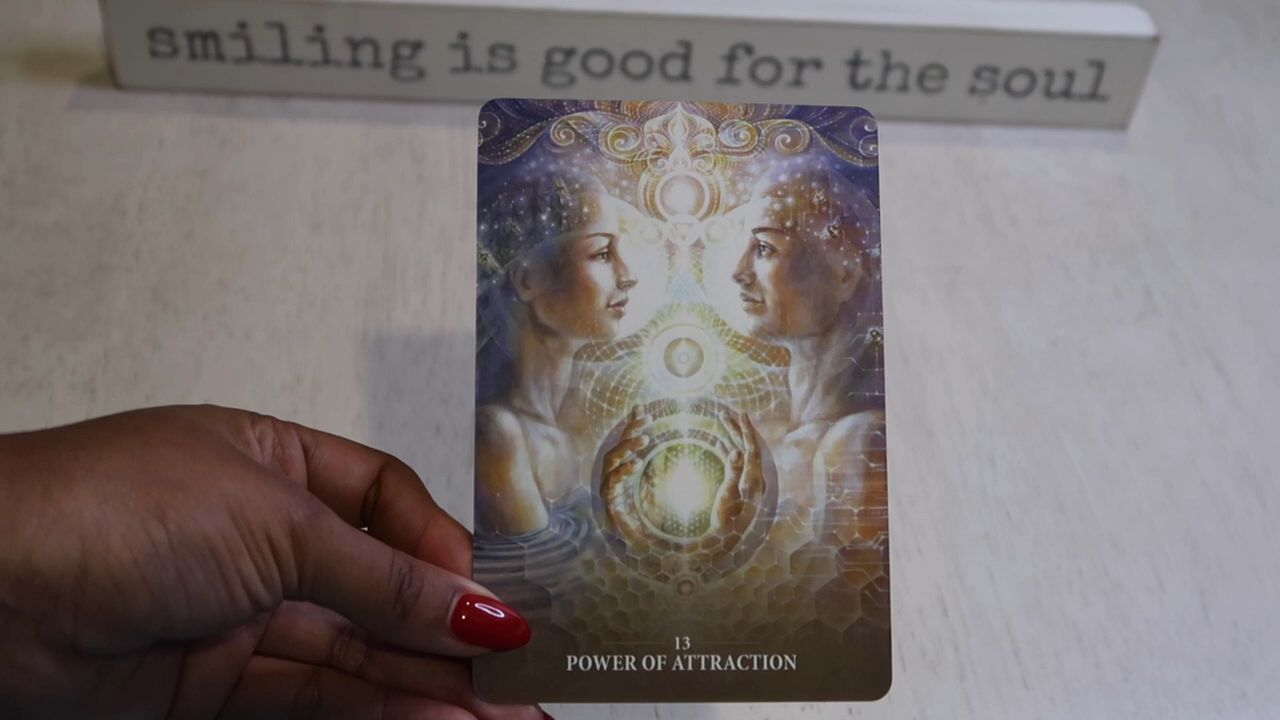 smiling is good for the soul
13
POWER OF ATTRACTION